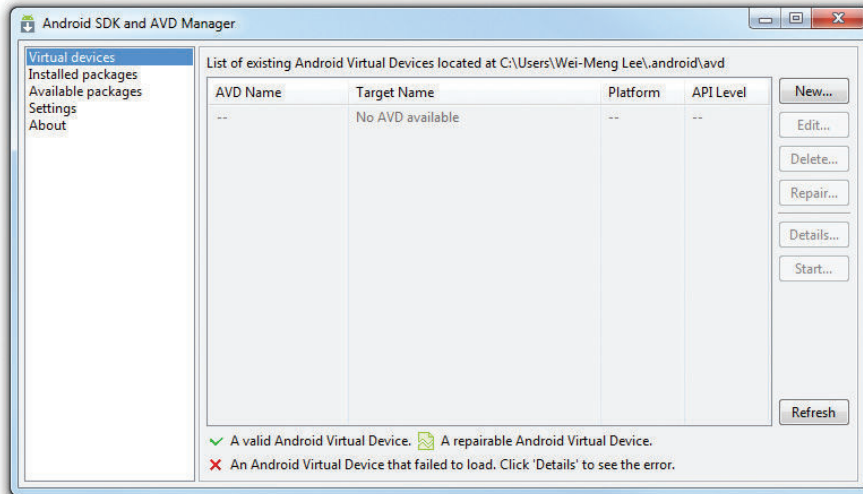 Android SDK and AVD Manager
Virtual devices
Installed packages
Available packages
Settings
About
List of existing Android Virtual Devices located at C:\Users\Wei-Meng Lee\.android\avd
AVD Name Target Name Platform API Level
-- No AVD available -- --
New...
Edit...
Delete...
Repair...
Details...
Start...
Refresh
A valid Android Virtual Device. A repairable Android Virtual Device.
An Android Virtual Device that failed to load. Click 'Details' to see the error.